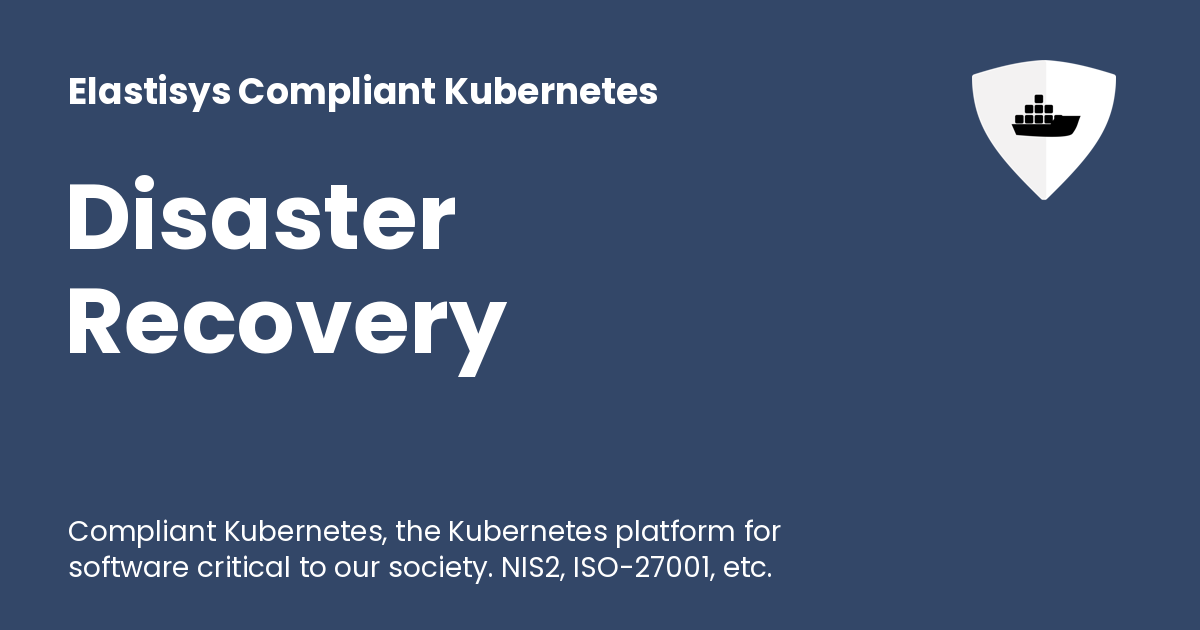 Elastisys Compliant Kubernetes
Disaster
Recovery
Compliant Kubernetes, the Kubernetes platform for
software critical to our society. NIS2, ISO-27001, etc.